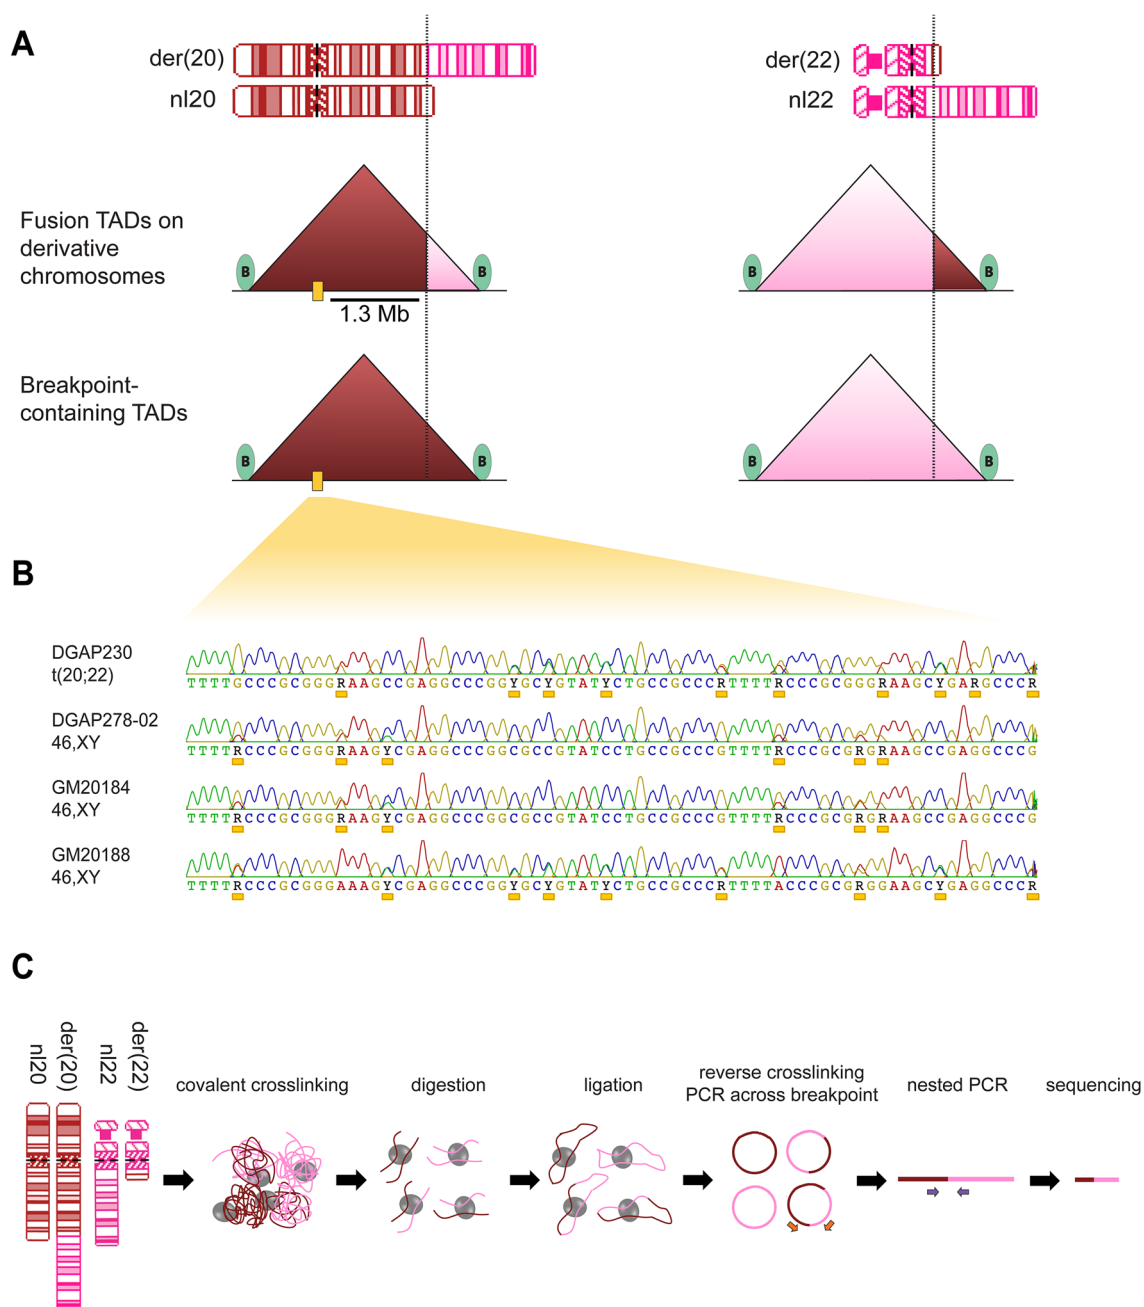 A
der(20)
nl20
der(22)
nl22
Fusion TADs on
derivative
chromosomes
B
B
B
B
1.3 Mb
Breakpoint-
containing TADs
B
B
B
B
B
DGAP230
t(20;22)
TTTTGCCCGCGGGRAAGCCGAGGCCCGGYGCYGTATYCTGCCGCCCRTTTTRCCCGCGGGRAAGCYGARGCCCR
DGAP278-02
46,XY
TTTTRCCCGCGGGRAAGYCGAGGCCCGGCGCCGTATCCTGCCGCCCGTTTTRCCCGCGRGRAAGCCGAGGCCCG
GM20184
46,XY
TTTTRCCCGCGGGRAAGYCGAGGCCCGGCGCCGTATCCTGCCGCCCGTTTTRCCCGCGRGRAAGCCGAGGCCCG
GM20188
46,XY
TTTTRCCCGCGGGAAAGYCGAGGCCCGGYGCYGTATYCTGCCGCCCRTTTTACCCGCGRGGAAGCYGAGGCCCR
C
nl20
der(20)
nl22
der(22)
covalent crosslinking
digestion
ligation
reverse crosslinking
PCR across breakpoint
nested PCR
sequencing